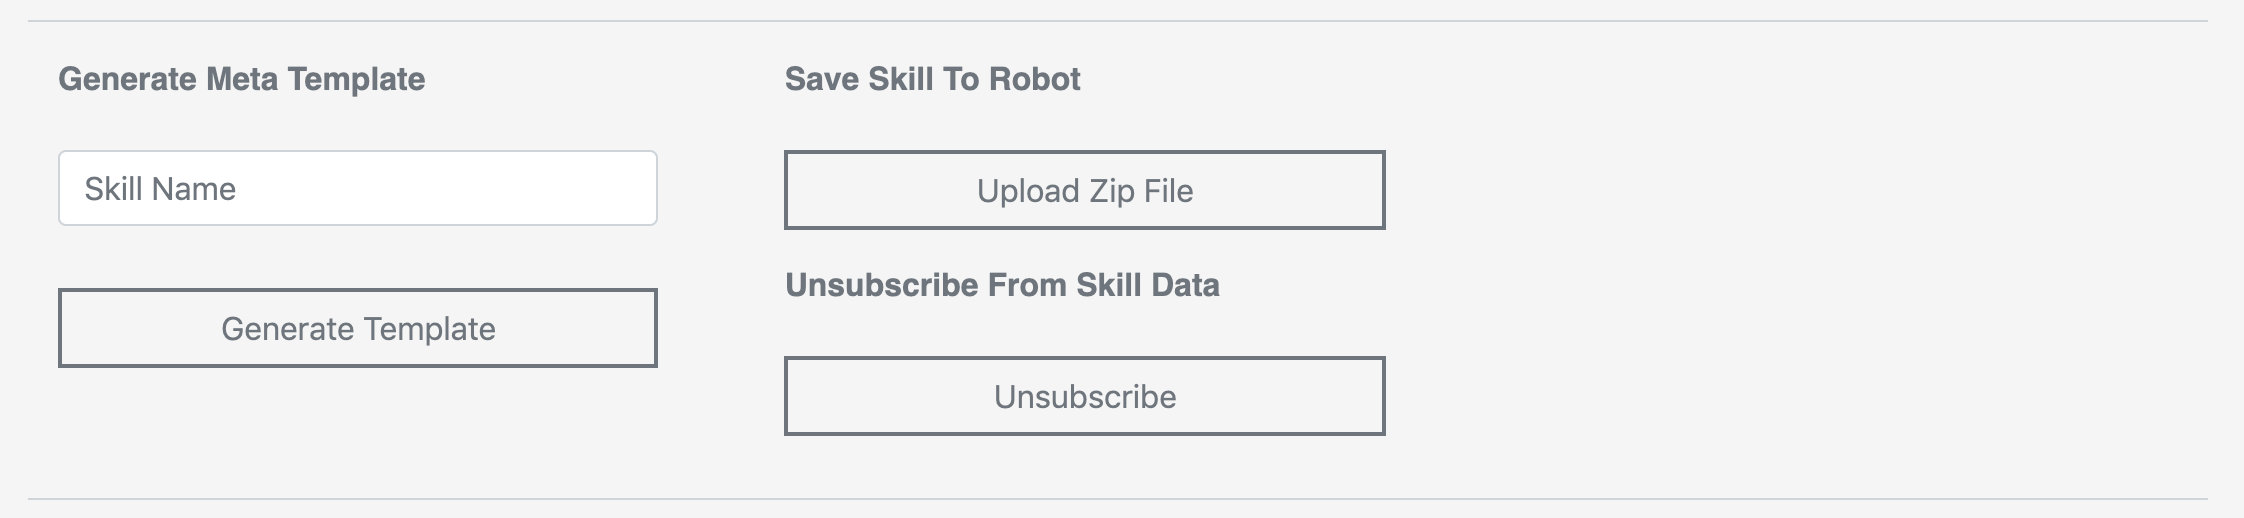 Generate Meta Template
Skill Name
Generate Template
Save Skill To Robot
Upload Zip File
Unsubscribe From Skill Data
Unsubscribe